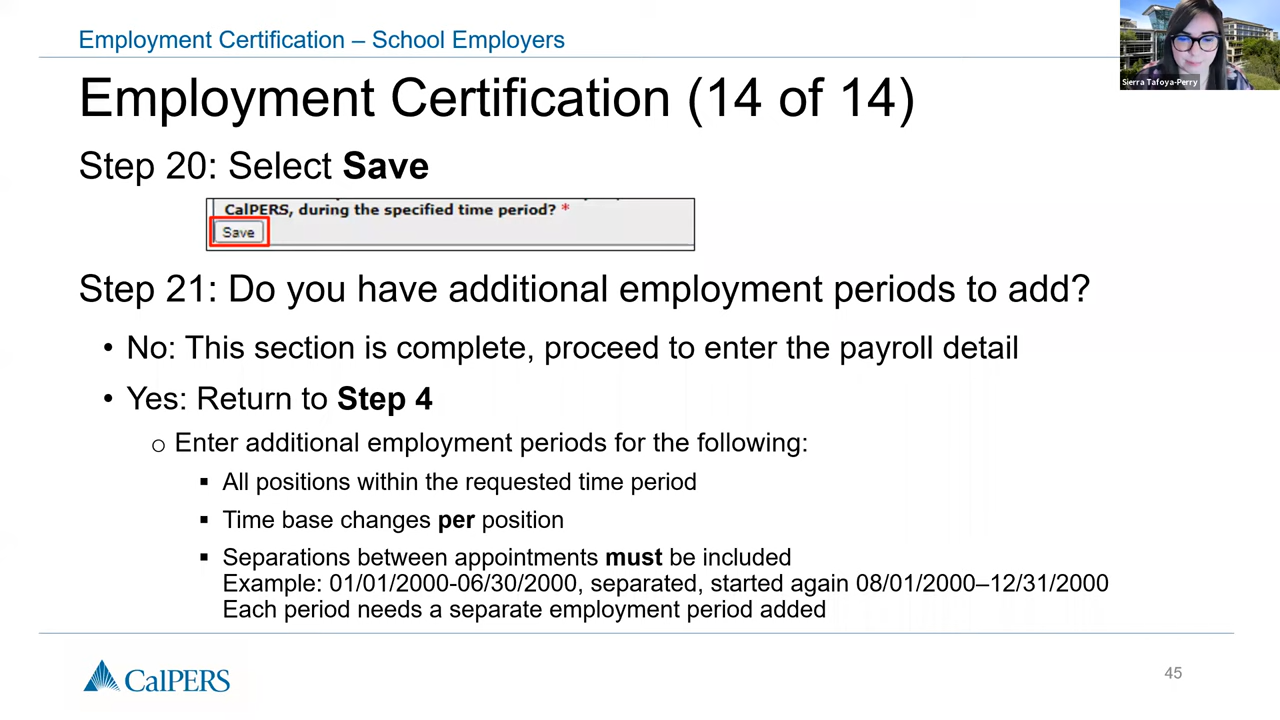 Employment Certification – School Employers
Sierra Tafoya-Perry
Employment Certification (14 of 14)
Step 20: Select Save
CalPERS, during the specified time period? *
Save
Step 21: Do you have additional employment periods to add?
• No: This section is complete, proceed to enter the payroll detail
• Yes: Return to Step 4
o Enter additional employment periods for the following:
▪ All positions within the requested time period
▪ Time base changes per position
▪ Separations between appointments must be included
Example: 01/01/2000-06/30/2000, separated, started again 08/01/2000–12/31/2000
Each period needs a separate employment period added
CalPERS
45